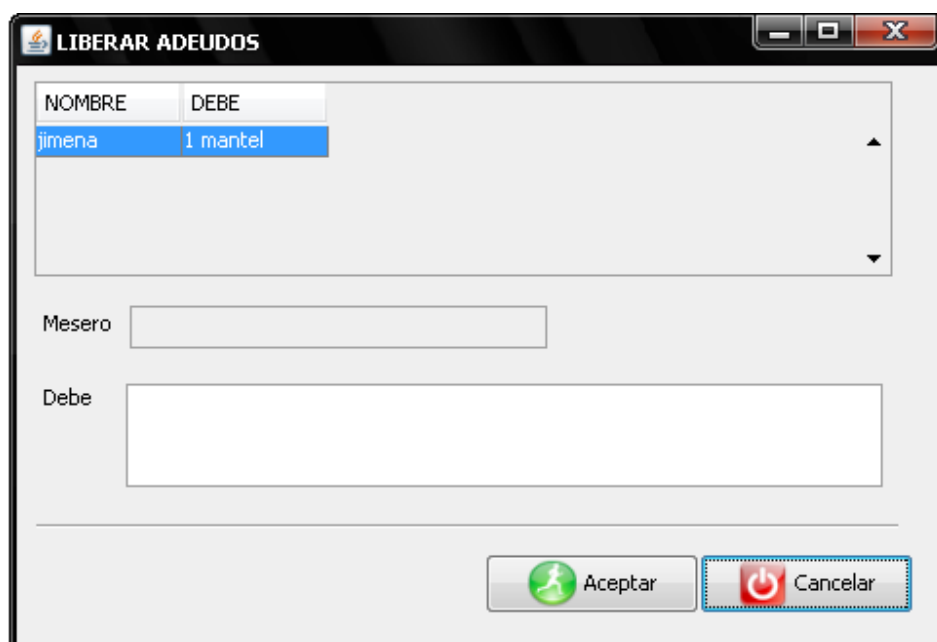 LIBERAR ADEUDOS
NOMBRE DEBE
jimena 1 mantel
Mesero
Debe
Aceptar Cancelar